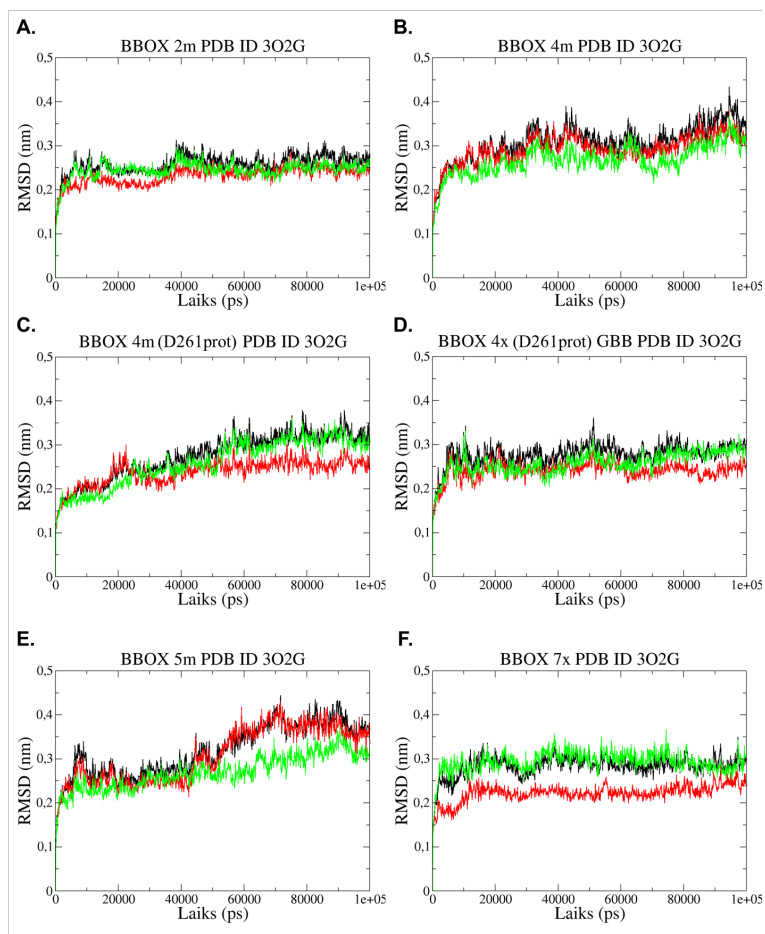 A.
BBOX 2m PDB ID 3O2G
RMSD (nm)
0,5
0,4
0,3
0,2
0,1
0
0 20000 40000 60000 80000 1e+05
Laiks (ps)
B.
BBOX 4m PDB ID 3O2G
RMSD (nm)
0,5
0,4
0,3
0,2
0,1
0
0 20000 40000 60000 80000 1e+05
Laiks (ps)
C.
BBOX 4m (D261prot) PDB ID 3O2G
RMSD (nm)
0,5
0,4
0,3
0,2
0,1
0
0 20000 40000 60000 80000 1e+05
Laiks (ps)
D.
BBOX 4x (D261prot) GBB PDB ID 3O2G
RMSD (nm)
0,5
0,4
0,3
0,2
0,1
0
0 20000 40000 60000 80000 1e+05
Laiks (ps)
E.
BBOX 5m PDB ID 3O2G
RMSD (nm)
0,5
0,4
0,3
0,2
0,1
0
0 20000 40000 60000 80000 1e+05
Laiks (ps)
F.
BBOX 7x PDB ID 3O2G
RMSD (nm)
0,5
0,4
0,3
0,2
0,1
0
0 20000 40000 60000 80000 1e+05
Laiks (ps)